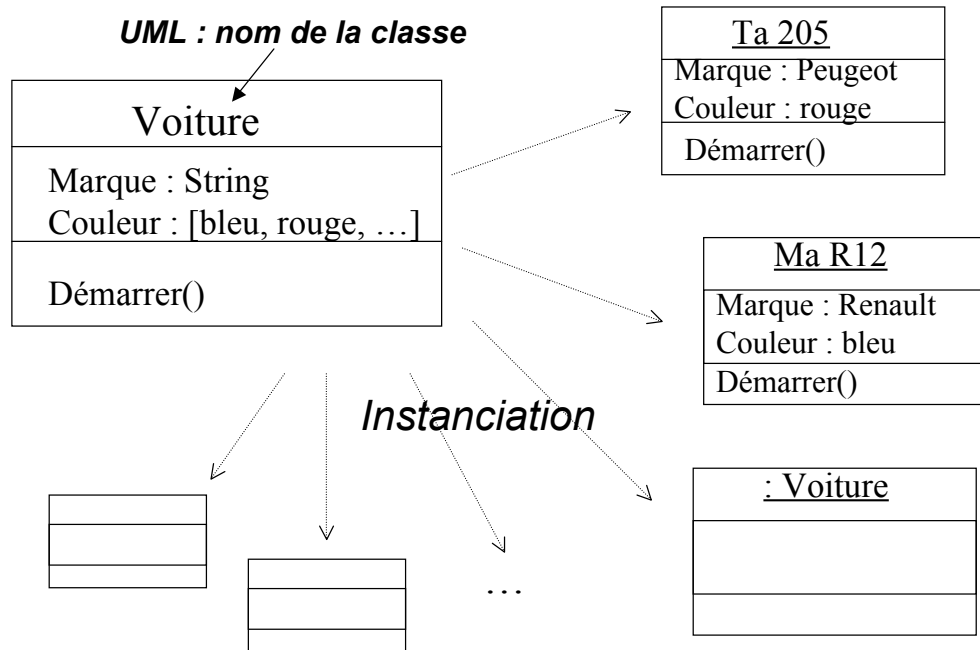 UML : nom de la classe
Voiture
Marque : String
Couleur : [bleu, rouge, …]
Démarrer()
Ta 205
Marque : Peugeot
Couleur : rouge
Démarrer()
Ma R12
Marque : Renault
Couleur : bleu
Démarrer()
Instanciation
: Voiture
…